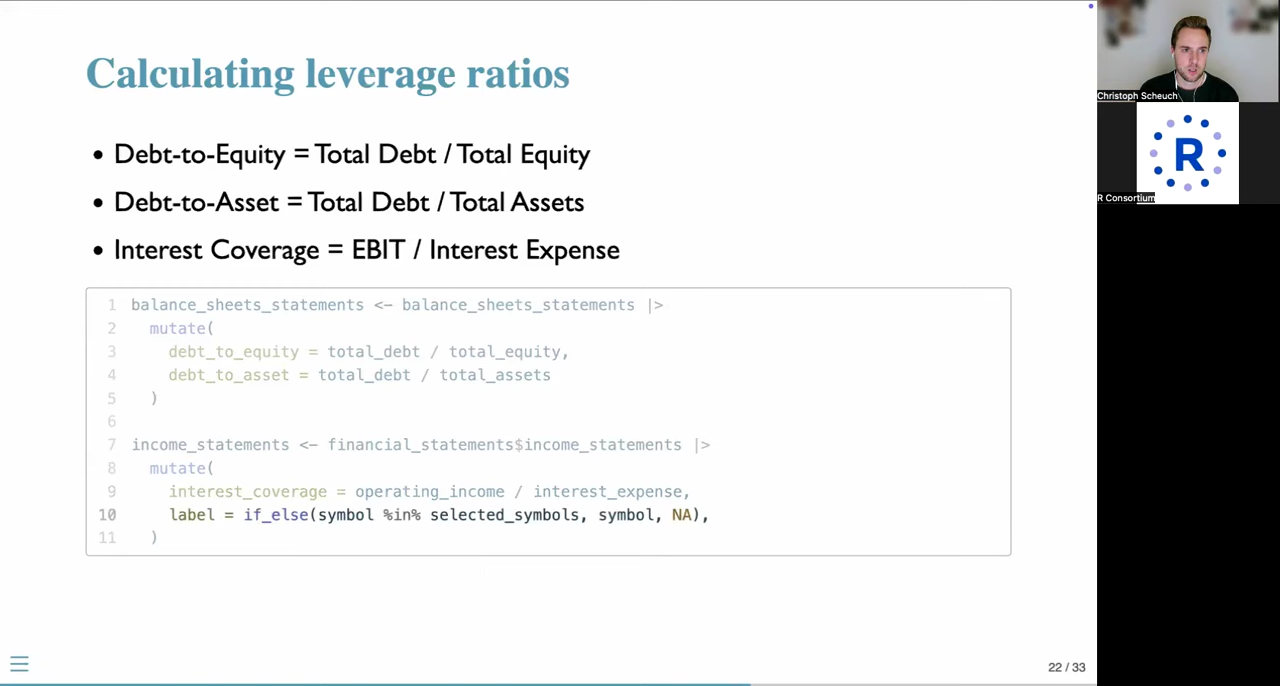 Calculating leverage ratios
• Debt-to-Equity = Total Debt / Total Equity
• Debt-to-Asset = Total Debt / Total Assets
• Interest Coverage = EBIT / Interest Expense
1 balance_sheets_statements <- balance_sheets_statements |>
2   mutate(
3     debt_to_equity = total_debt / total_equity,
4     debt_to_asset = total_debt / total_assets
5   )
6
7 income_statements <- financial_statements$income_statements |>
8   mutate(
9     interest_coverage = operating_income / interest_expense,
10     label = if_else(symbol %in% selected_symbols, symbol, NA),
11   )
22 / 33
Christoph Scheuch
R
R Consortium